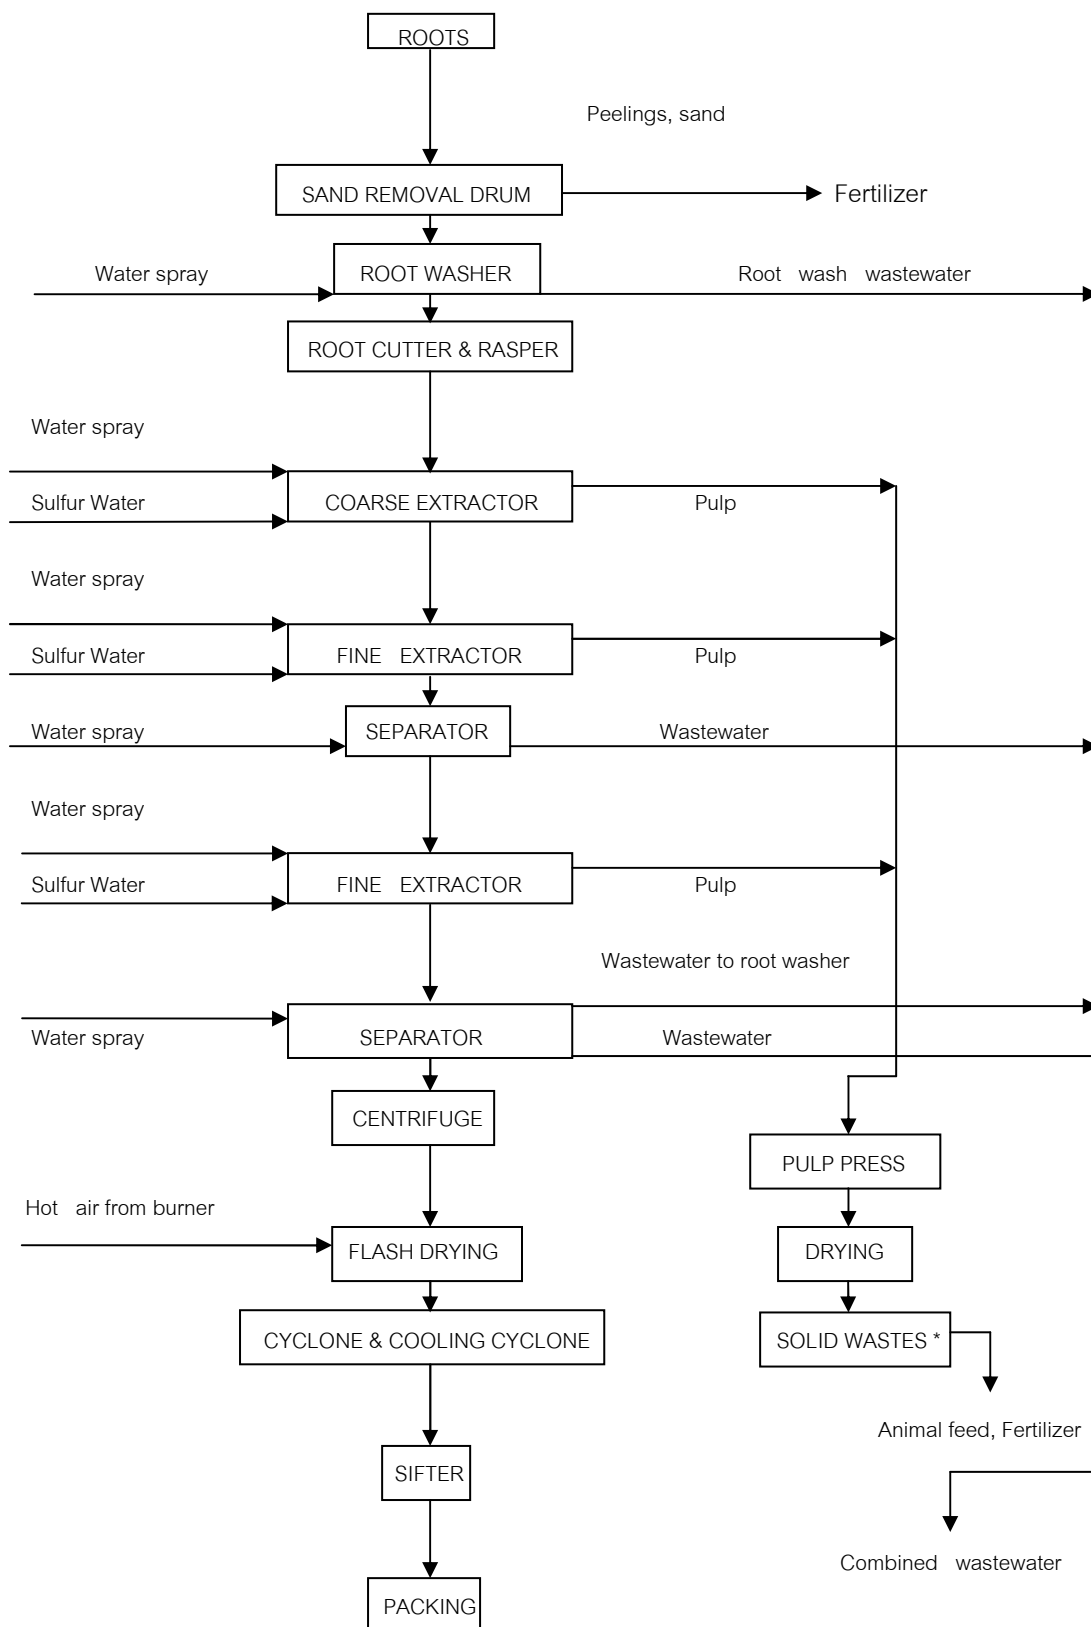 ROOTS
Peelings, sand
SAND REMOVAL DRUM
Fertilizer
Water spray
ROOT WASHER
Root wash wastewater
ROOT CUTTER & RASPER
Water spray
Sulfur Water
COARSE EXTRACTOR
Pulp
Water spray
Sulfur Water
FINE EXTRACTOR
Pulp
Water spray
SEPARATOR
Wastewater
Water spray
Sulfur Water
FINE EXTRACTOR
Pulp
Wastewater to root washer
Water spray
SEPARATOR
Wastewater
CENTRIFUGE
PULP PRESS
Hot air from burner
FLASH DRYING
DRYING
CYCLONE & COOLING CYCLONE
SOLID WASTES *
Animal feed, Fertilizer
SIFTER
Combined wastewater
PACKING